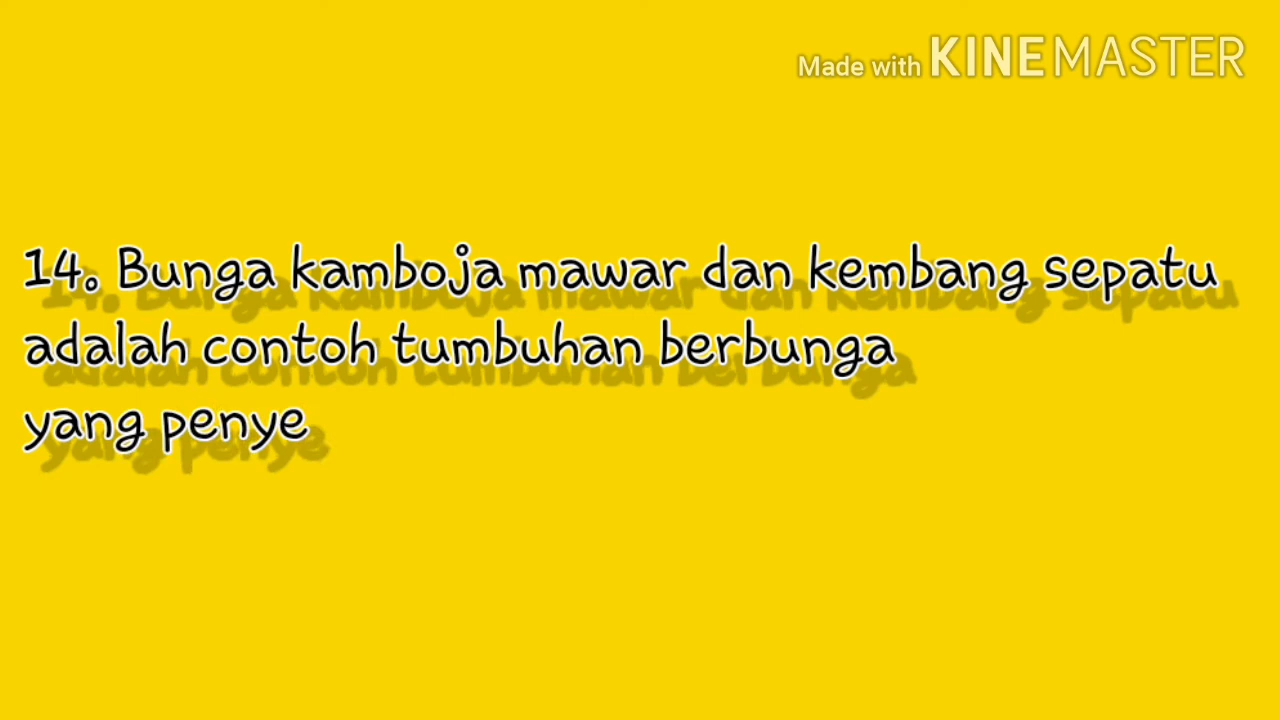 Made with KINEMASTER
14. Bunga kamboja mawar dan kembang sepatu
adalah contoh tumbuhan berbunga
yang penye